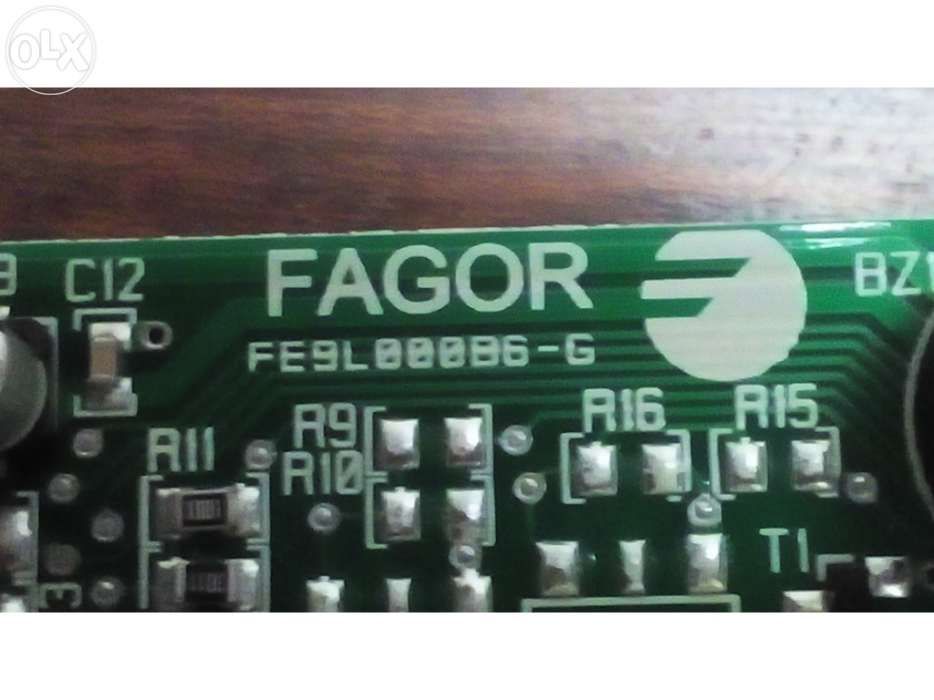 OLX
C12
FAGOR
BZ1
FE9L000B6-G
R9
R16
R15
R11
R10
T1